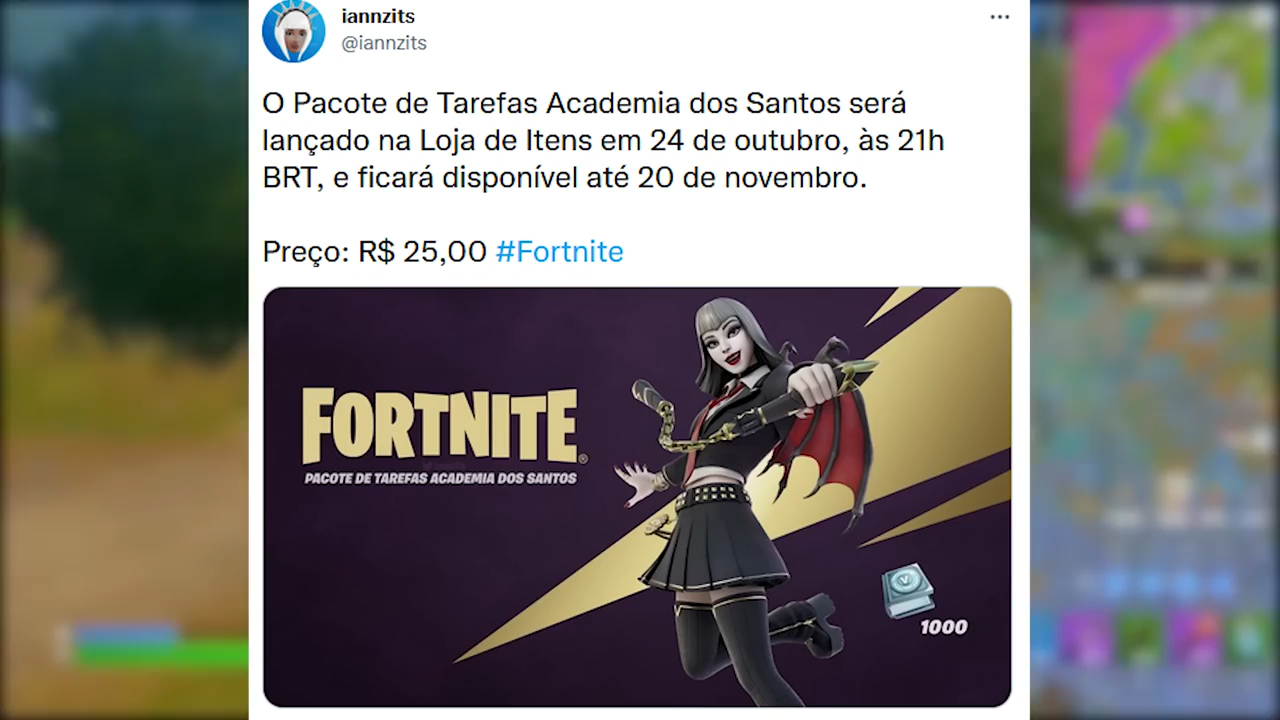 iannzits
@iannzits
O Pacote de Tarefas Academia dos Santos será
lançado na Loja de Itens em 24 de outubro, às 21h
BRT, e ficará disponível até 20 de novembro.
Preço: R$ 25,00 #Fortnite
FORTNITE®
PACOTE DE TAREFAS ACADEMIA DOS SANTOS
V
1000